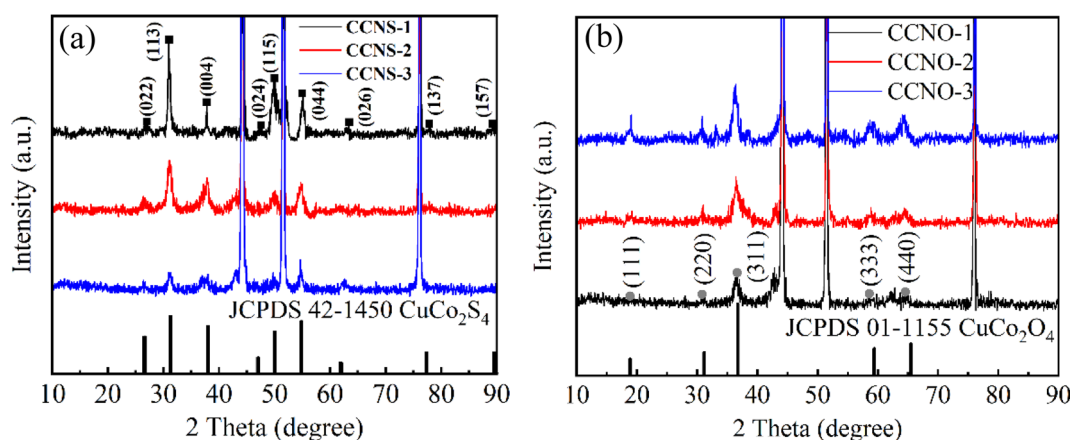 (a)
CCNS-1
CCNS-2
CCNS-3
(022)
(113)
(004)
(024)
(115)
(044)
(026)
(137)
(157)
JCPDS 42-1450 CuCo₂S₄
Intensity (a.u.)
10 20 30 40 50 60 70 80 90
2 Theta (degree)
(b)
CCNO-1
CCNO-2
CCNO-3
(111)
(220)
(311)
(333)
(440)
JCPDS 01-1155 CuCo₂O₄
Intensity (a.u.)
10 20 30 40 50 60 70 80 90
2 Theta (degree)